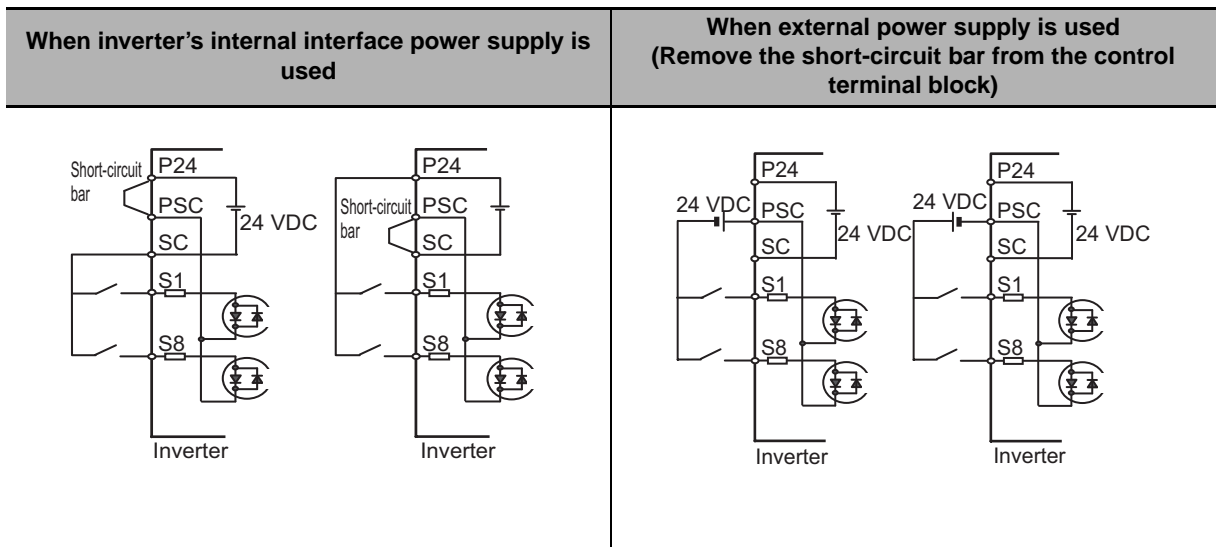 When inverter's internal interface power supply is
used
When external power supply is used
(Remove the short-circuit bar from the control
terminal block)
Short-circuit
bar
P24
PSC
24 VDC
SC
S1
S8
Inverter
P24
Short-circuit
bar
PSC
SC
S1
S8
Inverter
P24
24 VDC
PSC
24 VDC
SC
S1
S8
Inverter
P24
24 VDC
PSC
24 VDC
SC
S1
S8
Inverter